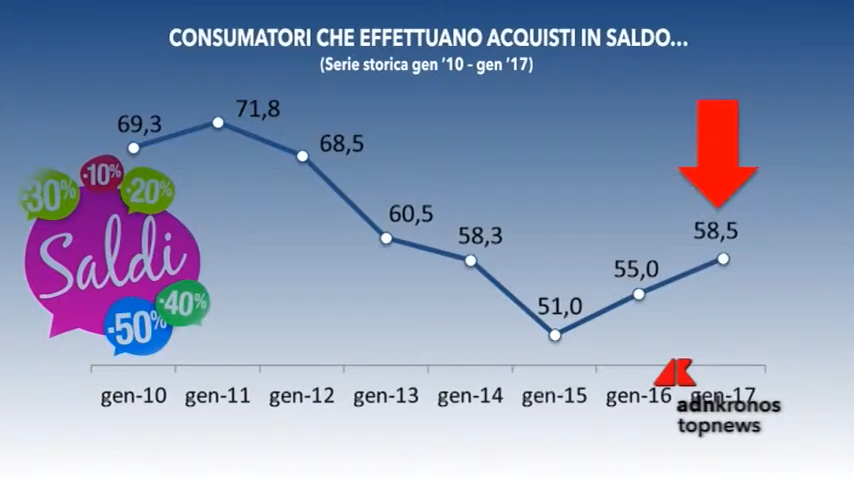 CONSUMATORI CHE EFFETTUANO ACQUISTI IN SALDO...
(Serie storica gen '10 - gen '17)
69,3
71,8
68,5
60,5
58,3
51,0
55,0
58,5
-30%
-10%
-20%
Saldi
-40%
-50%
gen-10 gen-11 gen-12 gen-13 gen-14 gen-15 gen-16 gen-17
adnkronos
topnews